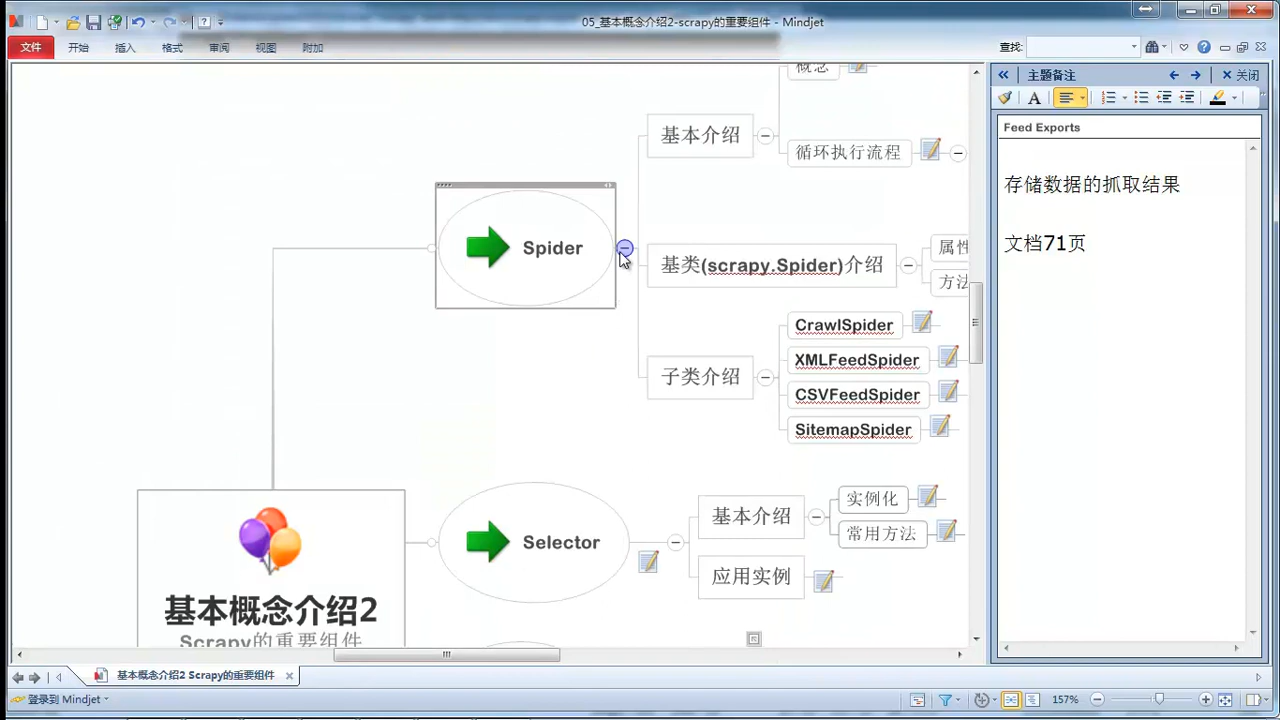 05_基本概念介绍2-scrapy的重要组件 - Mindjet
文件 开始 插入 格式 审阅 视图 附加
查找:
概念
基本介绍
循环执行流程
Spider
基类(scrapy.Spider)介绍
属性
方法
CrawlSpider
XMLFeedSpider
子类介绍
CSVFeedSpider
SitemapSpider
实例化
基本介绍
常用方法
Selector
应用实例
基本概念介绍2
Scrapy的重要组件
主题备注
关闭
Feed Exports
存储数据的抓取结果
文档71页
基本概念介绍2 Scrapy的重要组件
登录到 Mindjet
157%